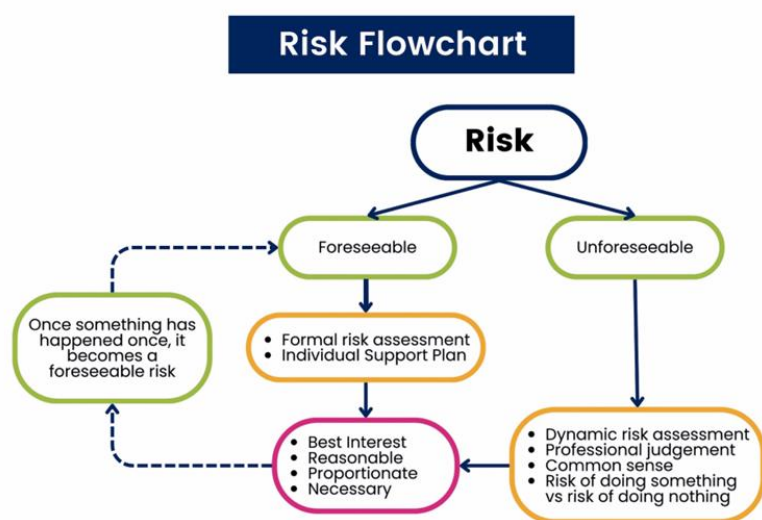 Risk Flowchart
Risk
Foreseeable
Unforeseeable
Once something has
happened once, it
becomes a
foreseeable risk
• Formal risk assessment
• Individual Support Plan
• Best Interest
• Reasonable
• Proportionate
• Necessary
• Dynamic risk assessment
• Professional judgement
• Common sense
• Risk of doing something
vs risk of doing nothing